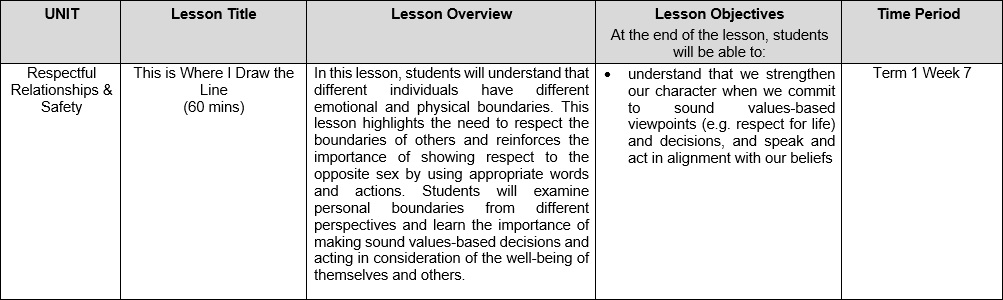 UNIT
Lesson Title
Lesson Overview
Lesson Objectives
At the end of the lesson, students
will be able to:
Time Period
Respectful
Relationships &
Safety
This is Where I Draw the
Line
(60 mins)
In this lesson, students will understand that
different individuals have different
emotional and physical boundaries. This
lesson highlights the need to respect the
boundaries of others and reinforces the
importance of showing respect to the
opposite sex by using appropriate words
and actions. Students will examine
personal boundaries from different
perspectives and learn the importance of
making sound values-based decisions and
acting in consideration of the well-being of
themselves and others.
• understand that we strengthen
our character when we commit
to sound values-based
viewpoints (e.g. respect for life)
and decisions, and speak and
act in alignment with our beliefs
Term 1 Week 7